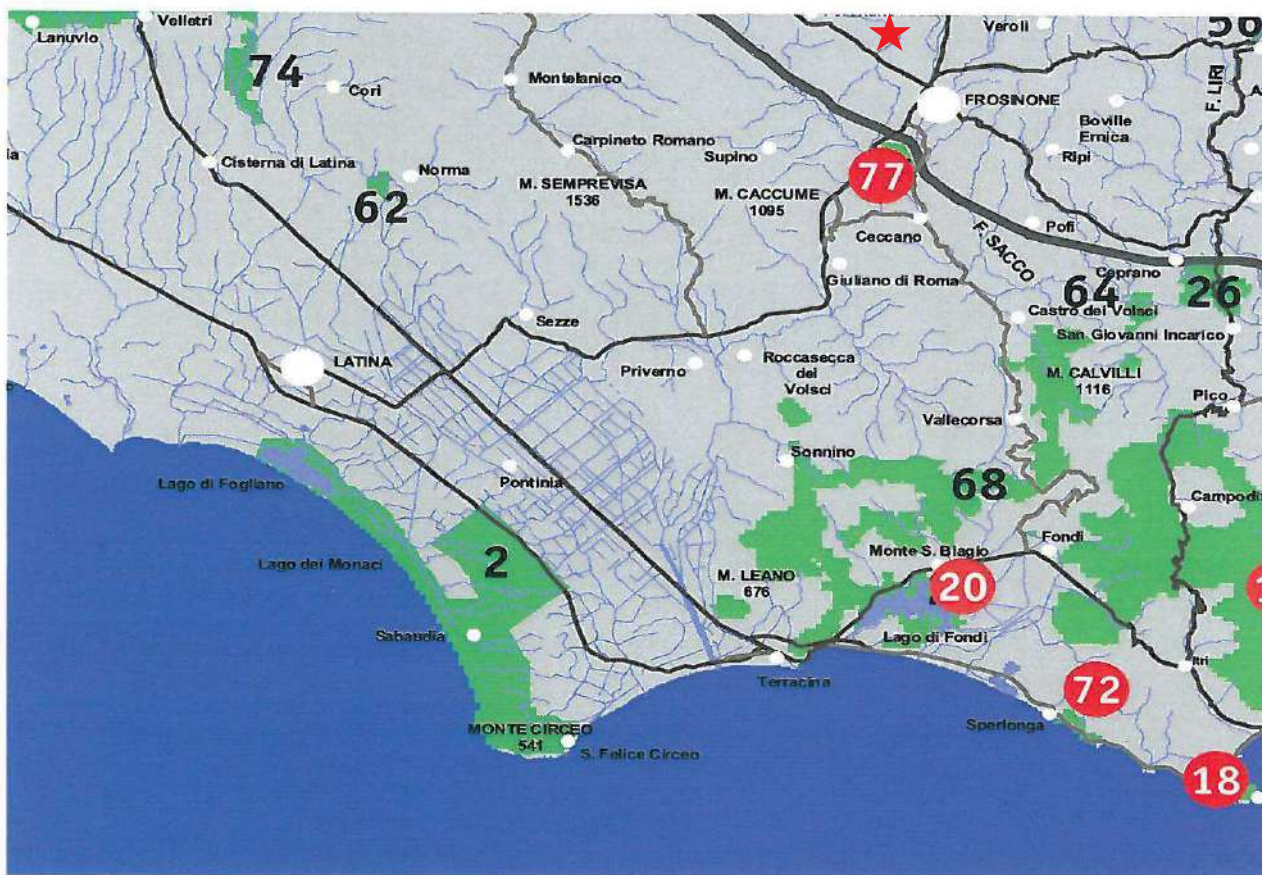 Velletri
Lanuvio
74
Cori
Montelanico
Veroli
56
F. LIRI
FROSINONE
Boville
Ernica
Cisterna di Latina
Norma
62
Carpineto Romano
M. SEMPREVISA
1536
Supino
M. CACCUME
1095
77
Ripi
Ceccano
F. SACCO
Pofi
Giuliano di Roma
Ceprano
64
26
Castro dei Volsci
San Giovanni Incarico
Sezze
LATINA
Priverno
Roccasecca
dei
Volsci
M. CALVILLI
1116
Pico
Vallecorsa
Sonnino
68
Lago di Fogliano
Pontinia
Campodi
2
Lago dei Monaci
Monte S. Biagio
Fondi
M. LEANO
676
20
1
Sabaudia
Lago di Fondi
Itri
Terracina
72
Sperlonga
MONTE CIRCEO
541
S. Felice Circeo
18